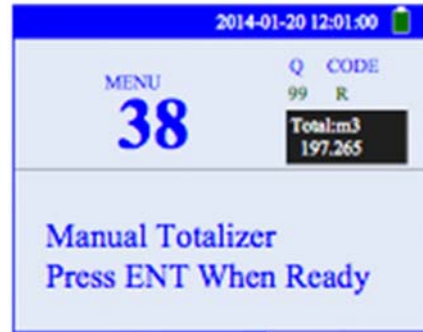 2014-01-20 12:01:00
MENU
38
Q CODE
99 R
Total:m3
197.265
Manual Totalizer
Press ENT When Ready